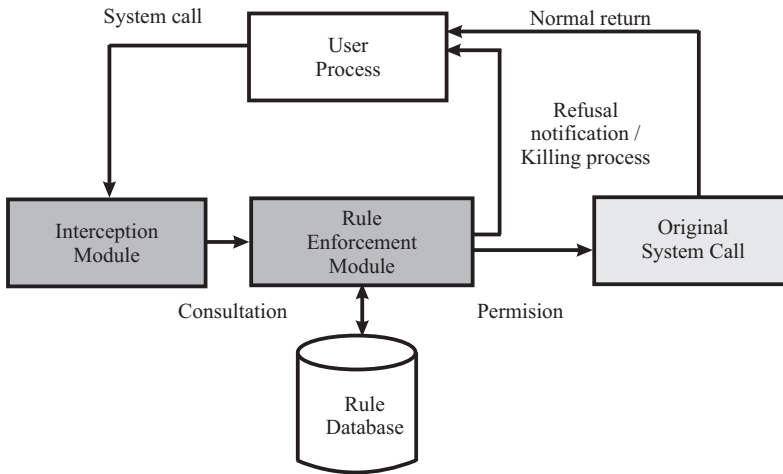 System call
User
Process
Normal return
Refusal
notification /
Killing process
Interception
Module
Rule
Enforcement
Module
Original
System Call
Consultation
Permision
Rule
Database